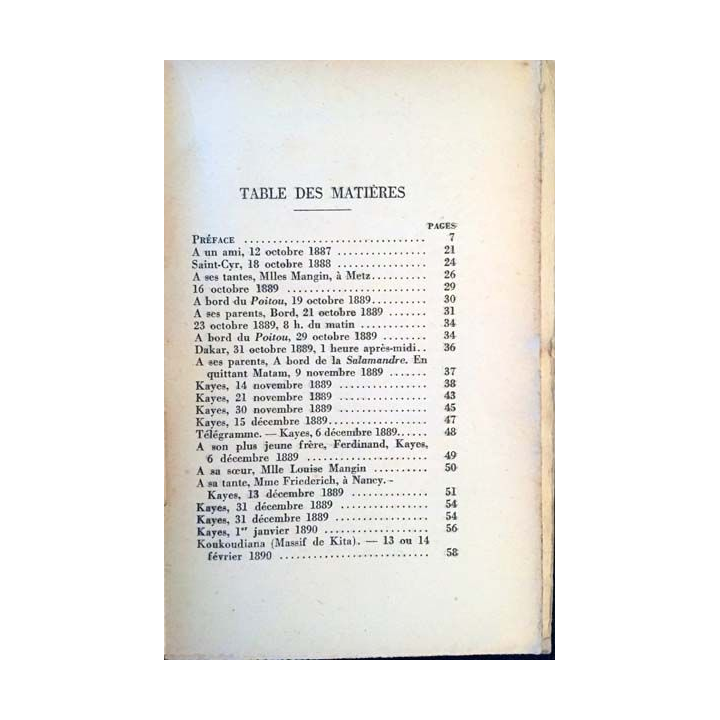 TABLE DES MATIÈRES
PAGES
PRÉFACE ................................ 7
A un ami, 12 octobre 1887 ................ 21
Saint-Cyr, 18 octobre 1888 ................ 24
A ses tantes, Mlles Mangin, à Metz.......... 26
16 octobre 1889 ......................... 29
A bord du Poitou, 19 octobre 1889.......... 30
A ses parents, Bord, 21 octobre 1889 ........ 31
23 octobre 1889, 8 h. du matin ............ 34
A bord du Poitou, 29 octobre 1889 ......... 34
Dakar, 31 octobre 1889, 1 heure après-midi.. 36
A ses parents, A bord de la Salamandre. En
quittant Matam, 9 novembre 1889 ........ 37
Kayes, 14 novembre 1889 ................ 38
Kayes, 21 novembre 1889 ................ 43
Kayes, 30 novembre 1889 ................ 45
Kayes, 15 décembre 1889.................. 47
Télégramme. — Kayes, 6 décembre 1889...... 48
A son plus jeune frère, Ferdinand, Kayes,
6 décembre 1889 ...................... 49
A sa sœur, Mlle Louise Mangin .......... 50
A sa tante, Mme Friederich, à Nancy. -
Kayes, 13 décembre 1889 ............... 51
Kayes, 31 décembre 1889 ................ 54
Kayes, 31 décembre 1889 ................ 54
Kayes, 1er janvier 1890 .................. 56
Koukoudiana (Massif de Kita). — 13 ou 14
février 1890 .......................... 58